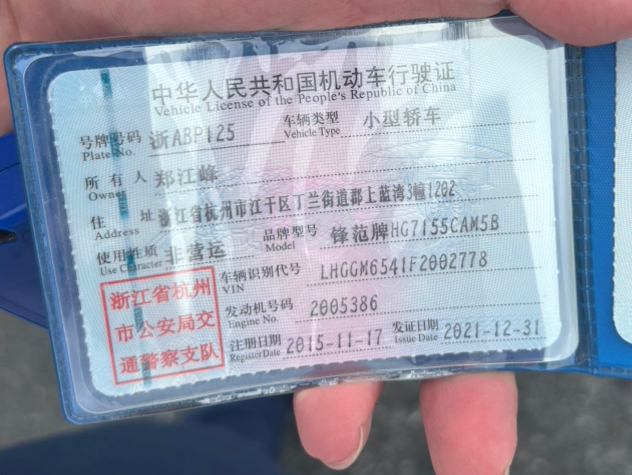 中华人民共和国机动车行驶证
Vehicle License of the People's Republic of China
号牌号码 浙ABP125 车辆类型 小型轿车
Plate No. Vehicle Type
所有人 郑江峰
Owner
住址 浙江省杭州市江干区丁兰街道郡上蓝湾3幢1202
Address
使用性质 非营运 品牌型号 锋范牌HG7155CAM5B
Use Character Model
车辆识别代号 LHGGM6541F2002778
VIN
发动机号码 2005386
Engine No.
注册日期 2015-11-17 发证日期 2021-12-31
Register Date Issue Date
浙江省杭州
市公安局交
通警察支队